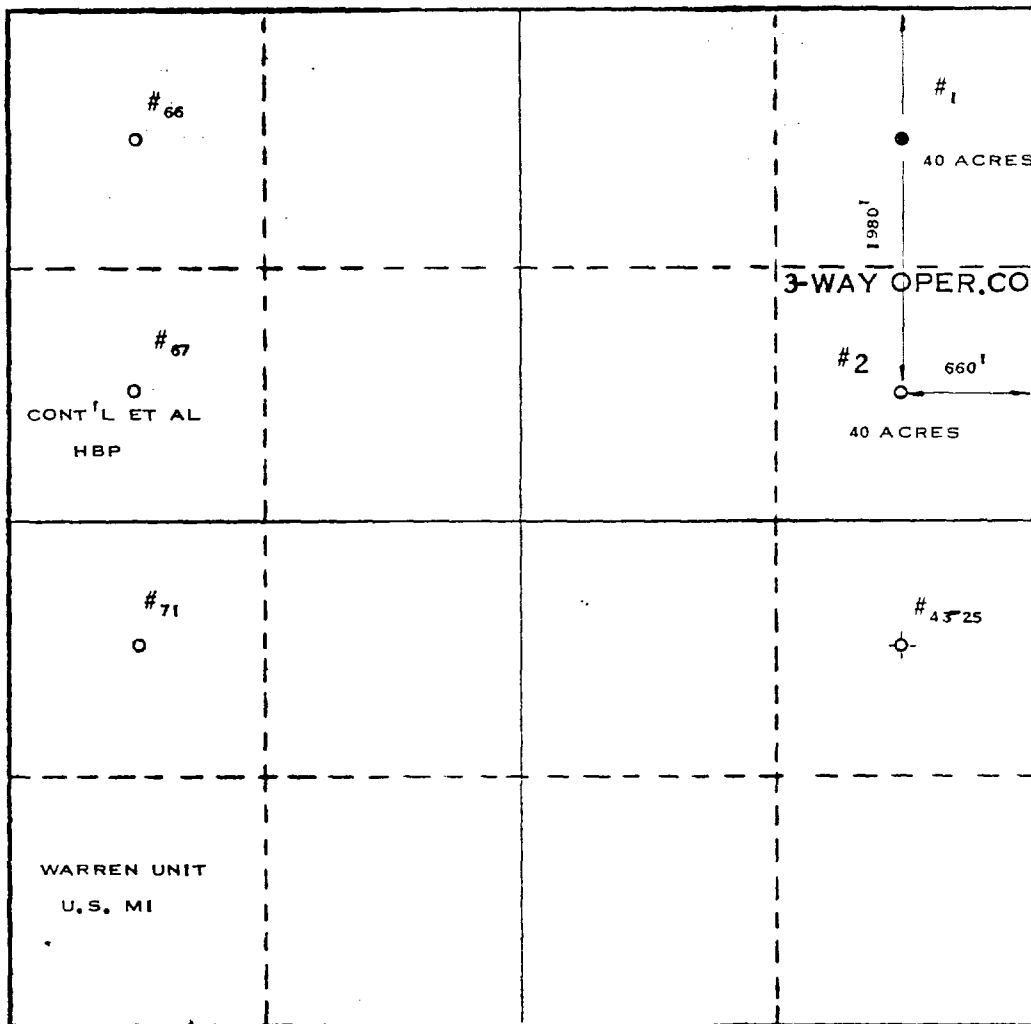 #66
#1
40 ACRES
1980'
3-WAY OPER.CO
#67
#2
660'
CONT'L ET AL
HBP
40 ACRES
#71
#43-25
WARREN UNIT
U.S. MI